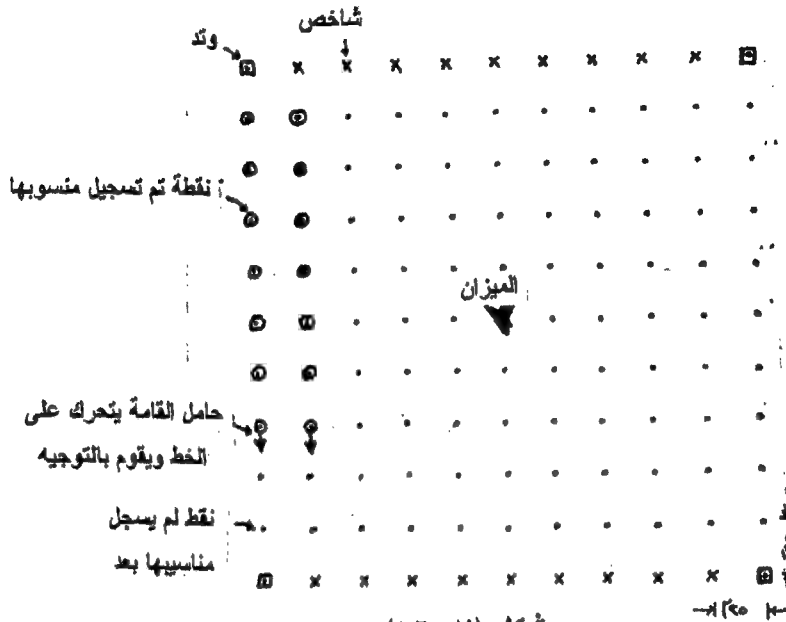 شاخص
وتد
نقطة تم تسجيل منسوبها
الميزان
حامل القامة يتحرك على
الخط ويقوم بالتوجيه
نقط لم يسجل
مناسيبها بعد